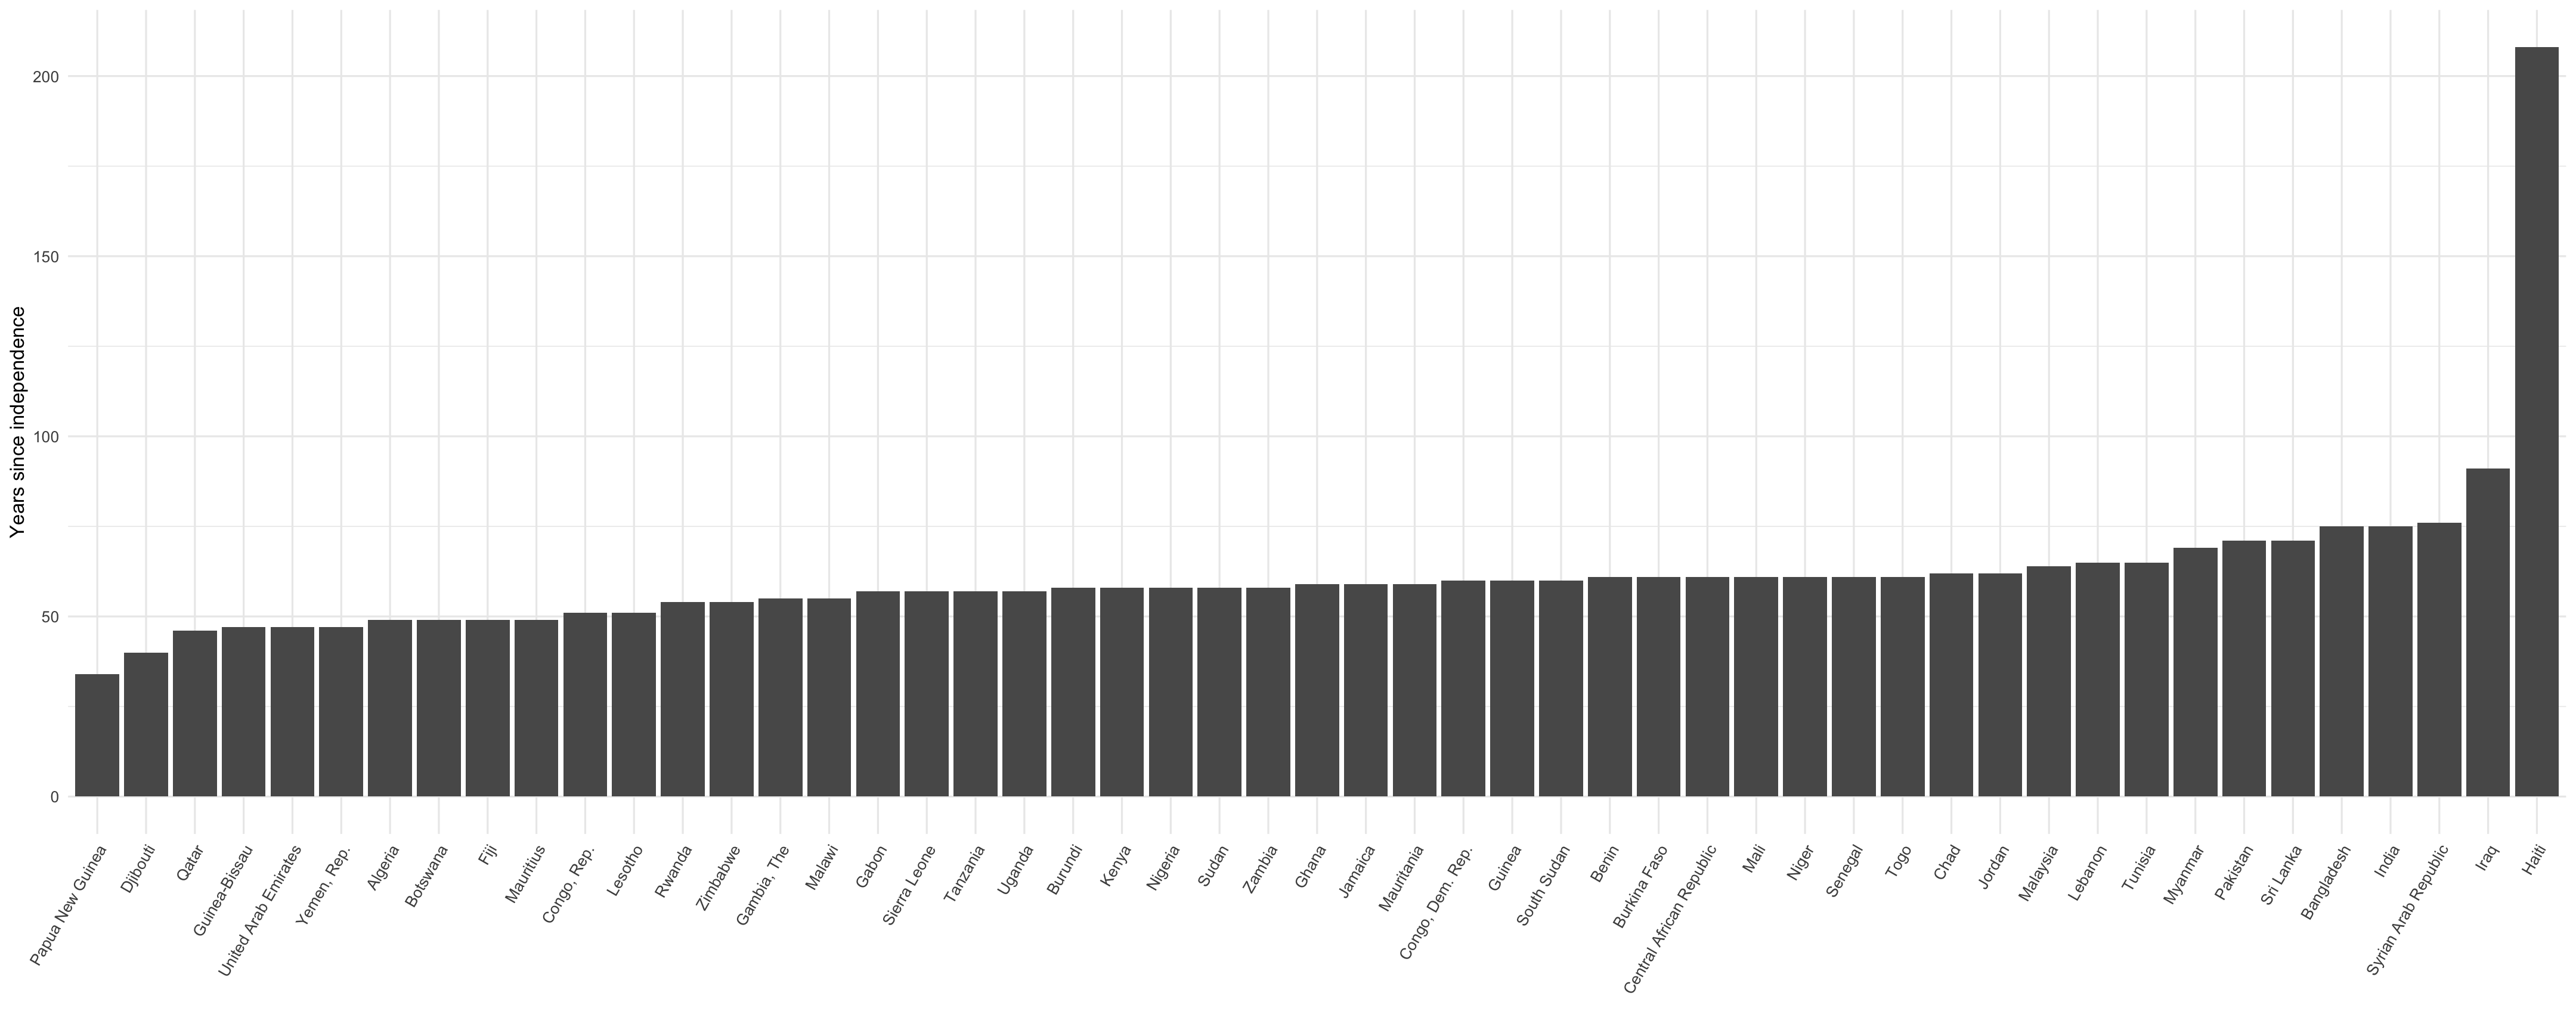 Years since independence
200
150
100
50
0
Papua New Guinea
Djibouti
Qatar
Guinea-Bissau
United Arab Emirates
Yemen, Rep.
Algeria
Botswana
Fiji
Mauritius
Congo, Rep.
Lesotho
Rwanda
Zimbabwe
Gambia, The
Malawi
Gabon
Sierra Leone
Tanzania
Uganda
Burundi
Kenya
Nigeria
Sudan
Zambia
Ghana
Jamaica
Mauritania
Congo, Dem. Rep.
Guinea
South Sudan
Benin
Burkina Faso
Central African Republic
Mali
Niger
Senegal
Togo
Chad
Jordan
Malaysia
Lebanon
Tunisia
Myanmar
Pakistan
Sri Lanka
Bangladesh
India
Syrian Arab Republic
Iraq
Haiti